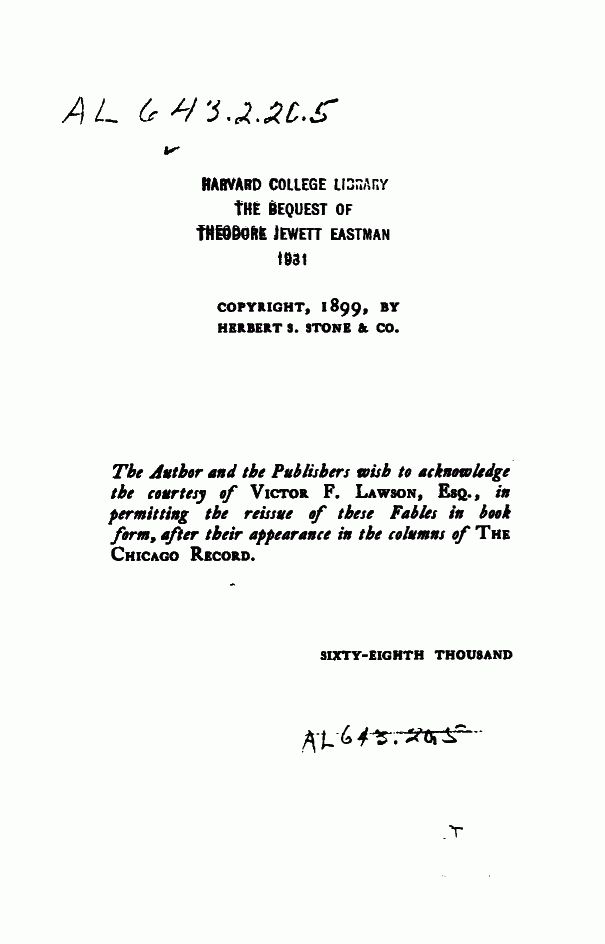 AL 643.2.20.5
HARVARD COLLEGE LIBRARY
THE BEQUEST OF
THEODORE JEWETT EASTMAN
1931
COPYRIGHT, 1899, BY
HERBERT S. STONE & CO.
The Author and the Publishers wish to acknowledge
the courtesy of VICTOR F. LAWSON, ESQ., in
permitting the reissue of these Fables in book
form, after their appearance in the columns of THE
CHICAGO RECORD.
SIXTY-EIGHTH THOUSAND
AL 643.205